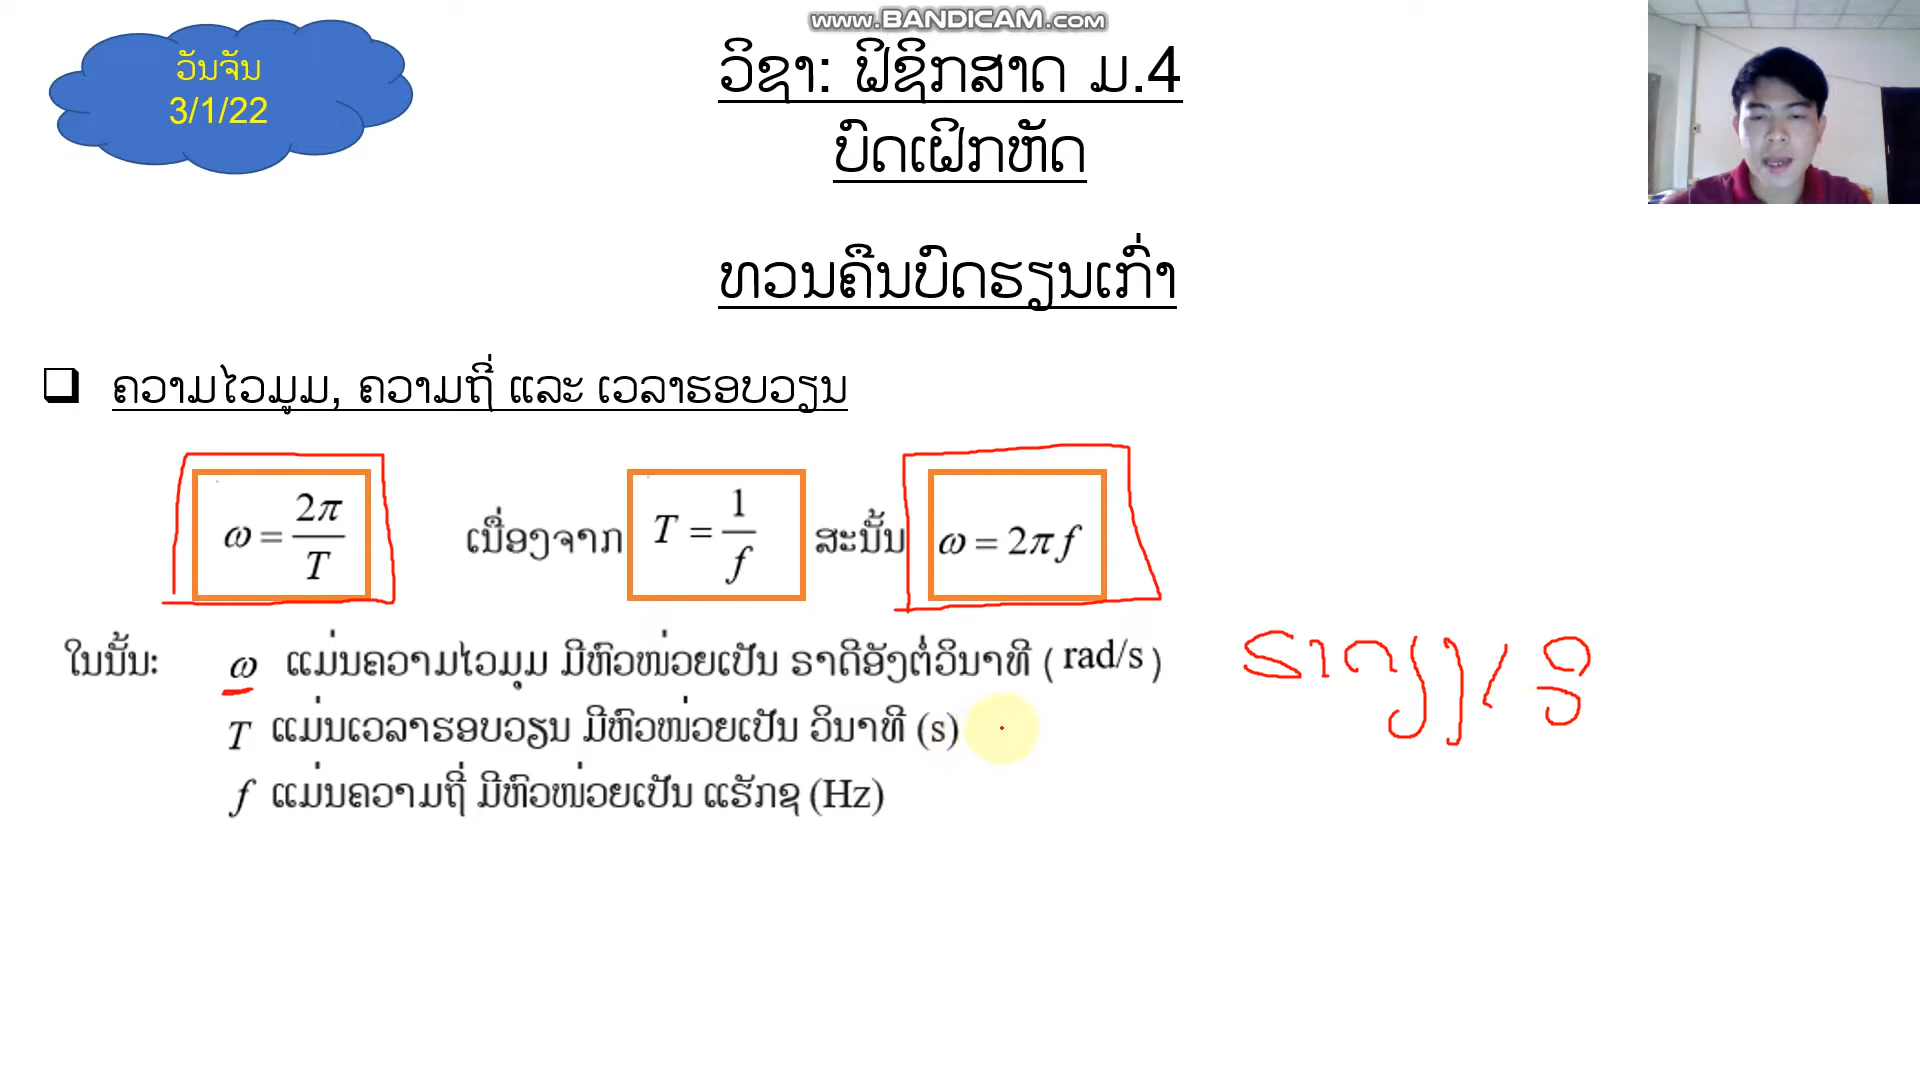 www.BANDICAM.com
ວັນຈັນ
3/1/22
ວິຊາ: ຟີຊິກສາດ ມ.4
ບົດເຝິກຫັດ
ທວນຄືນບົດຮຽນເກົ່າ
ຄວາມໄວມູມ, ຄວາມຖີ່ ແລະ ເວລາຮອບວຽນ
ω = 2π/T ເນື່ອງຈາກ T = 1/f ສະນັ້ນ ω = 2πf
ໃນນັ້ນ: ω ແມ່ນຄວາມໄວມຸມ ມີຫົວໜ່ວຍເປັນ ຣາດີອັງຕໍ່ວິນາທີ (rad/s)
T ແມ່ນເວລາຮອບວຽນ ມີຫົວໜ່ວຍເປັນ ວິນາທີ (s)
f ແມ່ນຄວາມຖີ່ ມີຫົວໜ່ວຍເປັນ ແຮັກຊ (Hz)